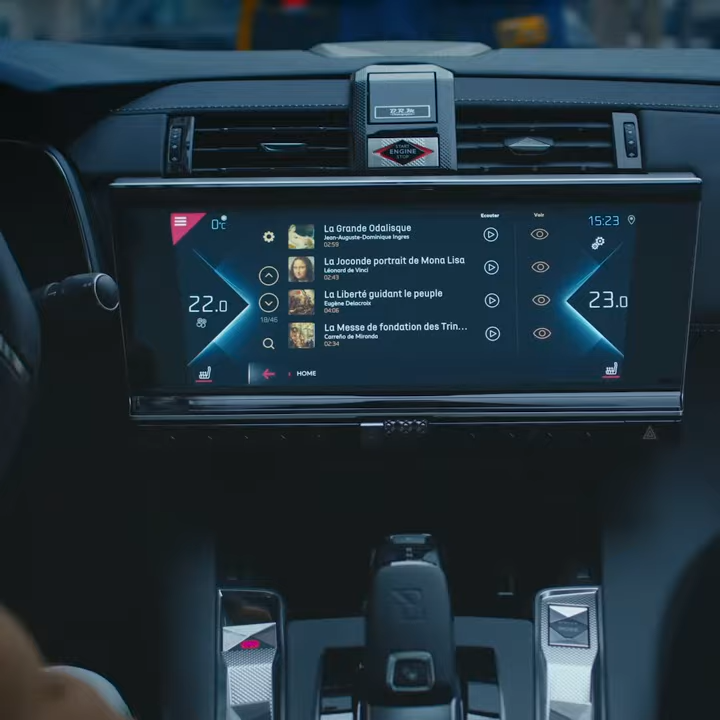 START
ENGINE
STOP
Ecouter
Voir
0°C
15:23
La Grande Odalisque
Jean-Auguste-Dominique Ingres
02:59
La Joconde portrait de Mona Lisa
Léonard de Vinci
02:43
22.0
23.0
La Liberté guidant le peuple
Eugène Delacroix
04:06
18/46
La Messe de fondation des Trin...
Carreño de Miranda
02:34
HOME